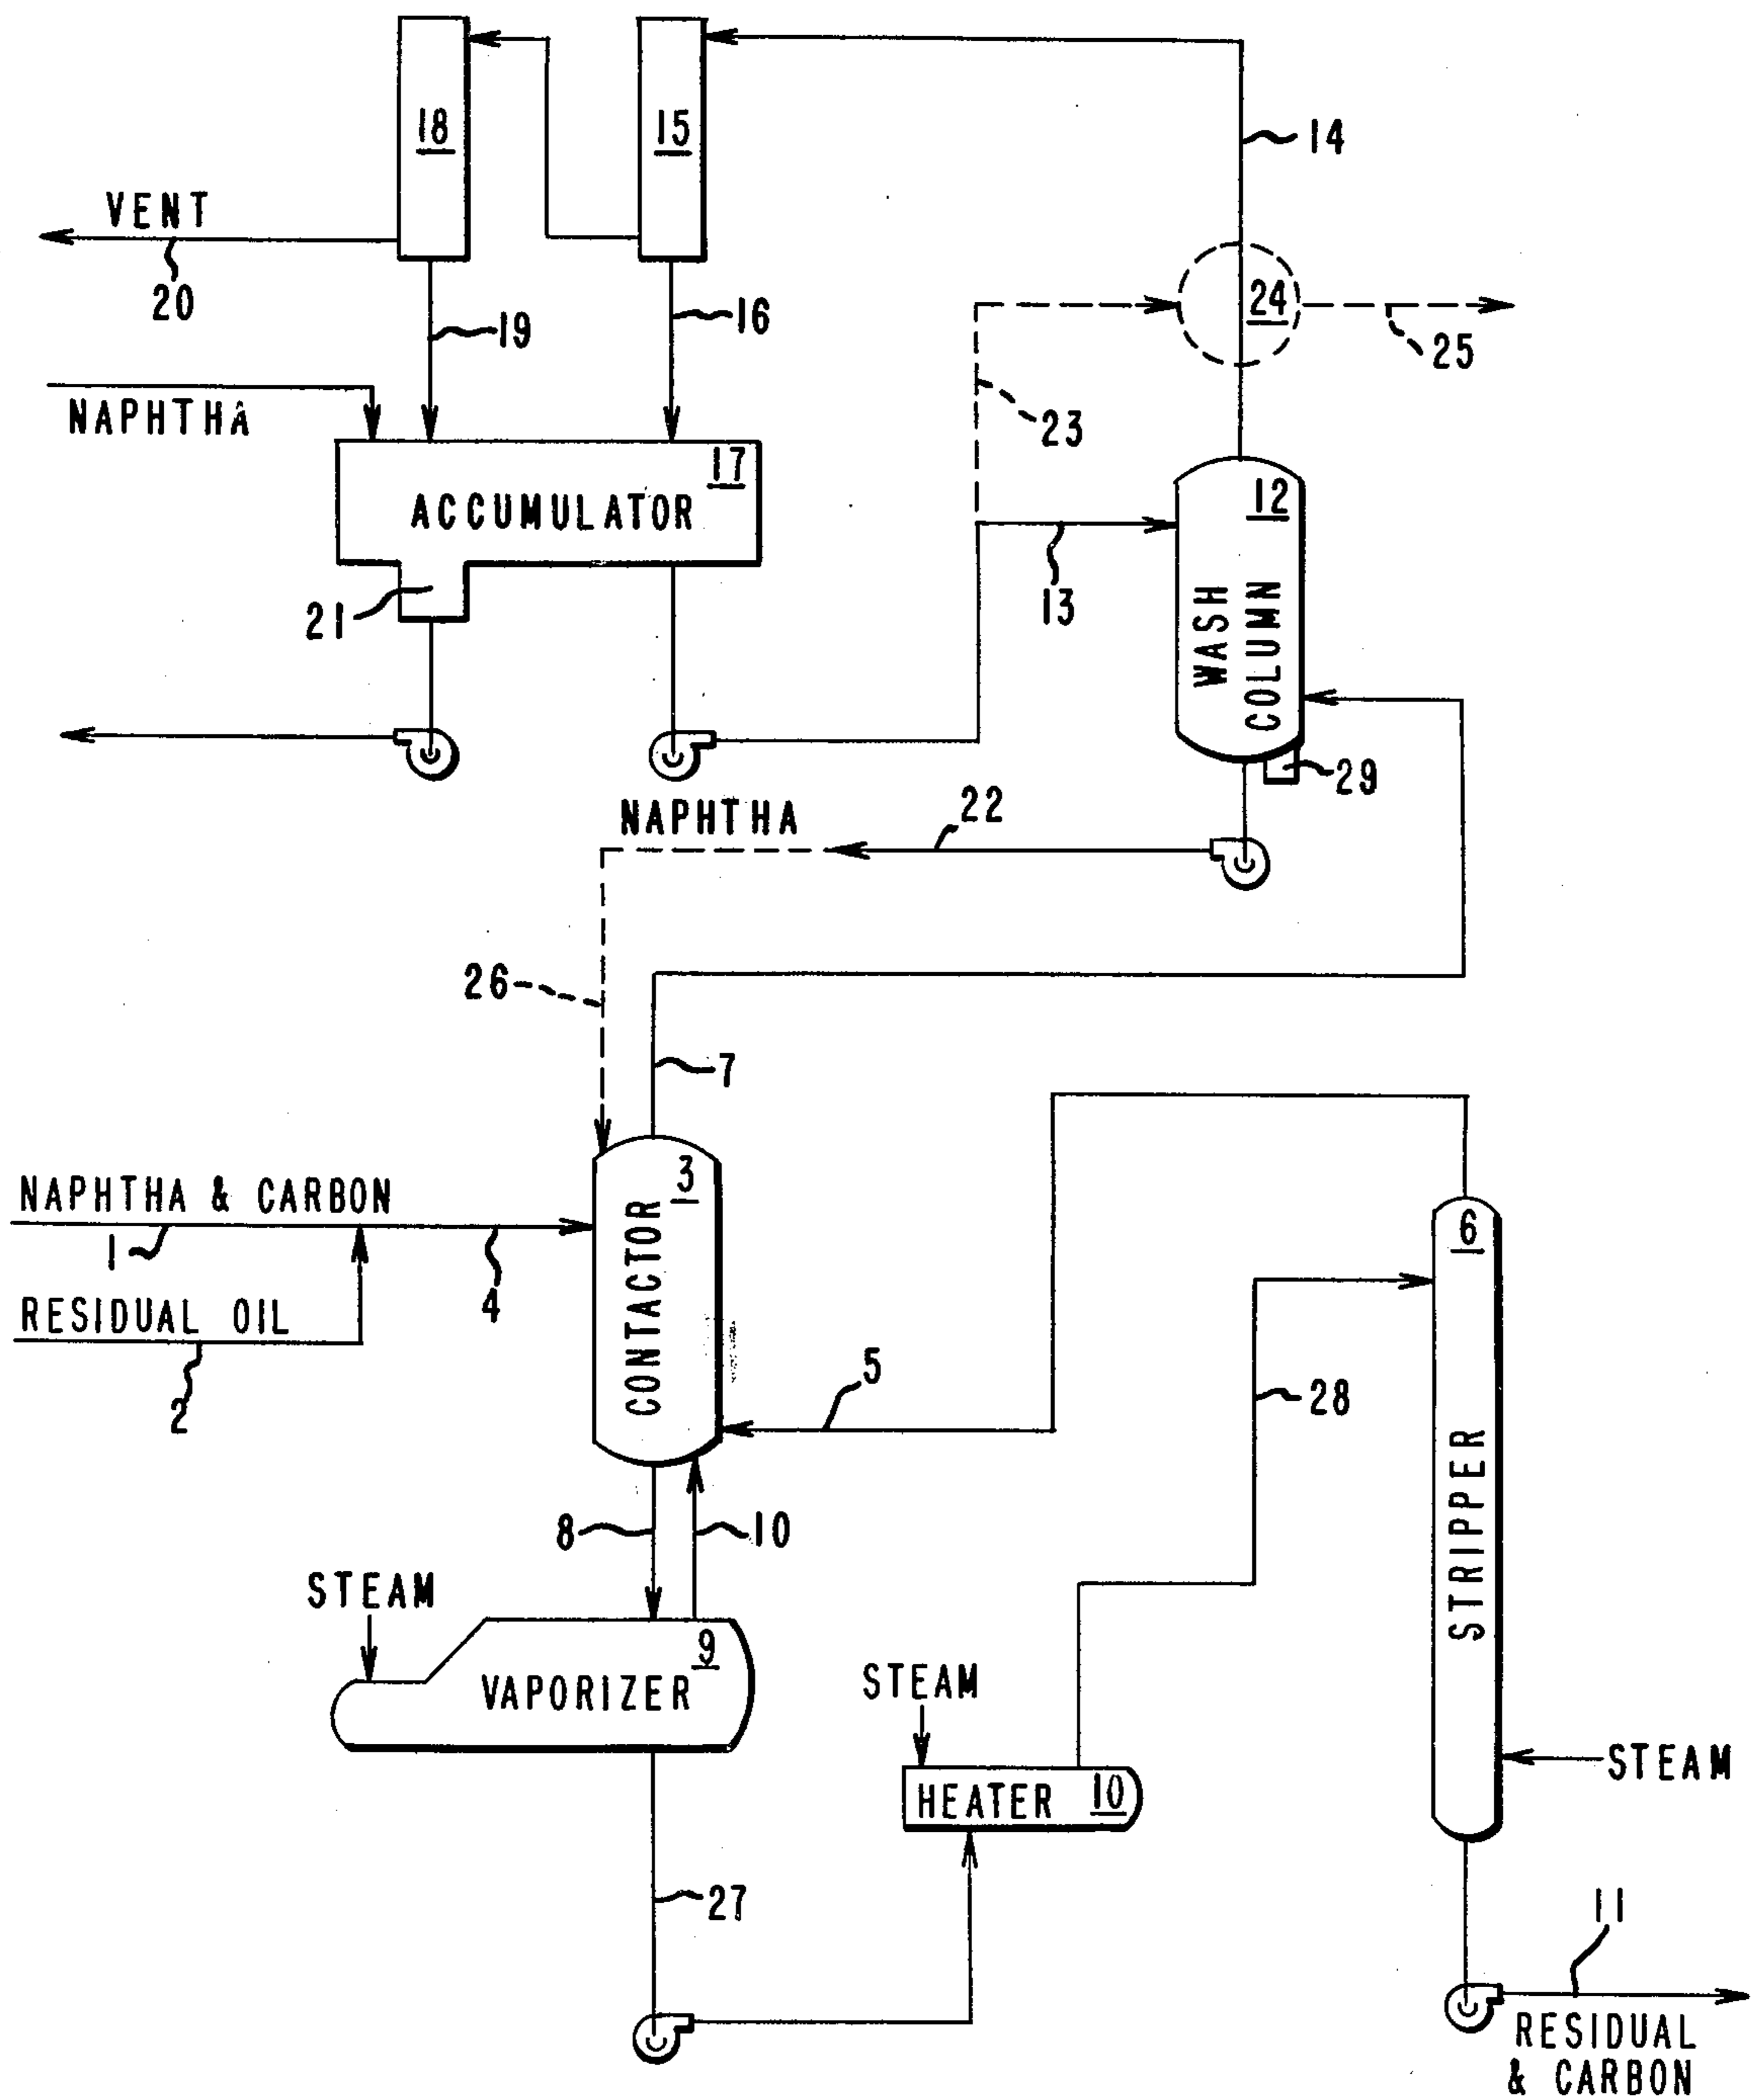 18
15
14
VENT
20
19
16
24
25
NAPHTHA
23
17
ACCUMULATOR
12
21
13
WASH
COLUMN
29
NAPHTHA
22
26
7
NAPHTHA & CARBON
1
3
CONTACTOR
4
6
RESIDUAL OIL
2
5
28
STRIPPER
8
10
STEAM
9
VAPORIZER
STEAM
HEATER 10
STEAM
27
11
RESIDUAL
& CARBON